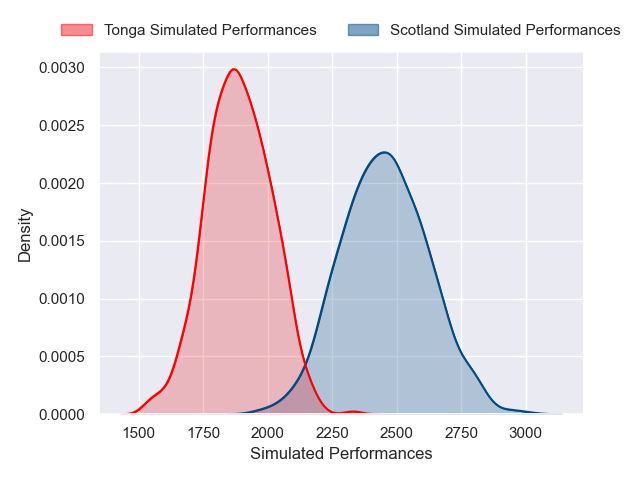 Tonga Simulated Performances Scotland Simulated Performances
0.0030
0.0025
0.0020
0.0015
0.0010
0.0005
0.0000
Density
1500 1750 2000 2250 2500 2750 3000
Simulated Performances